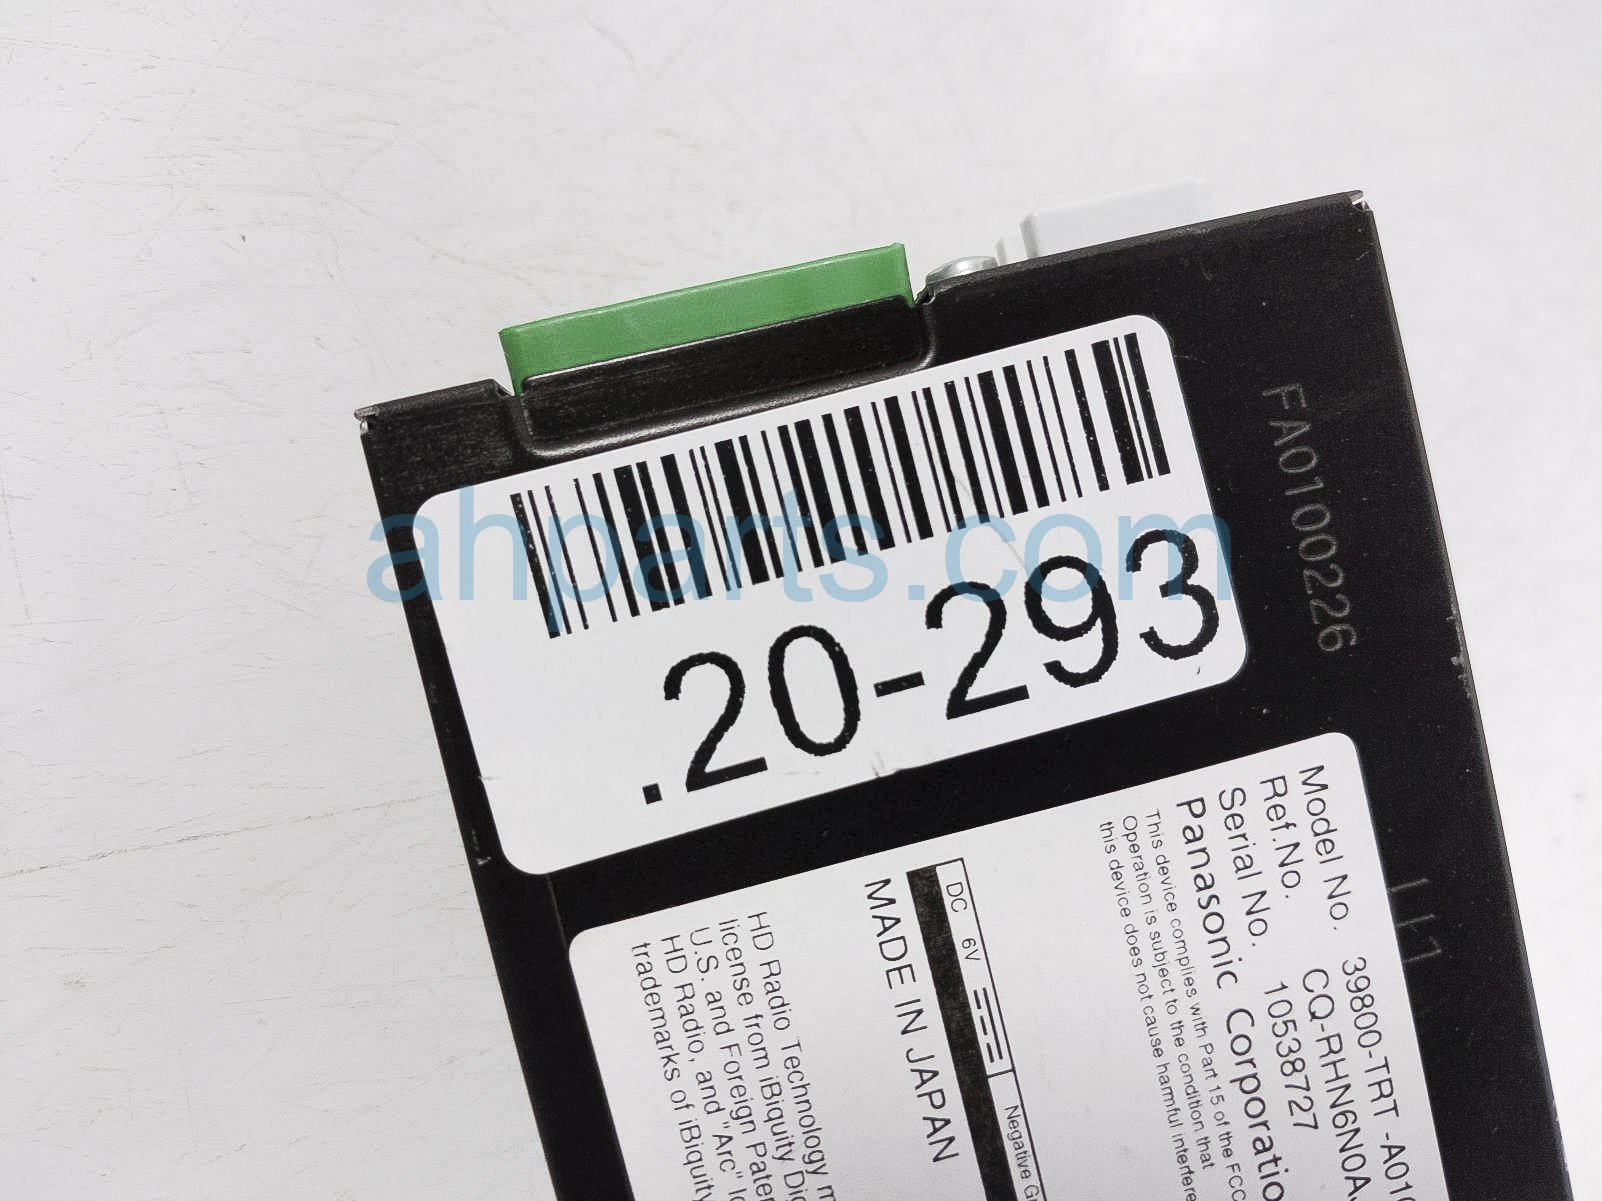 ahparts.com
.20-293
FA0100226
Model No. 39800-TRT -A01
Ref.No. CQ-RHN6N0A
Serial No. 10538727
Panasonic Corporatio
This device complies with Part 15 of the FCC
Operation is subject to the condition that
this device does not cause harmful interfere
DC 6V Negative G
MADE IN JAPAN
HD Radio Technology m
license from iBiquity Dig
U.S. and Foreign Paten
HD Radio, and "Arc" lo
trademarks of iBiquity